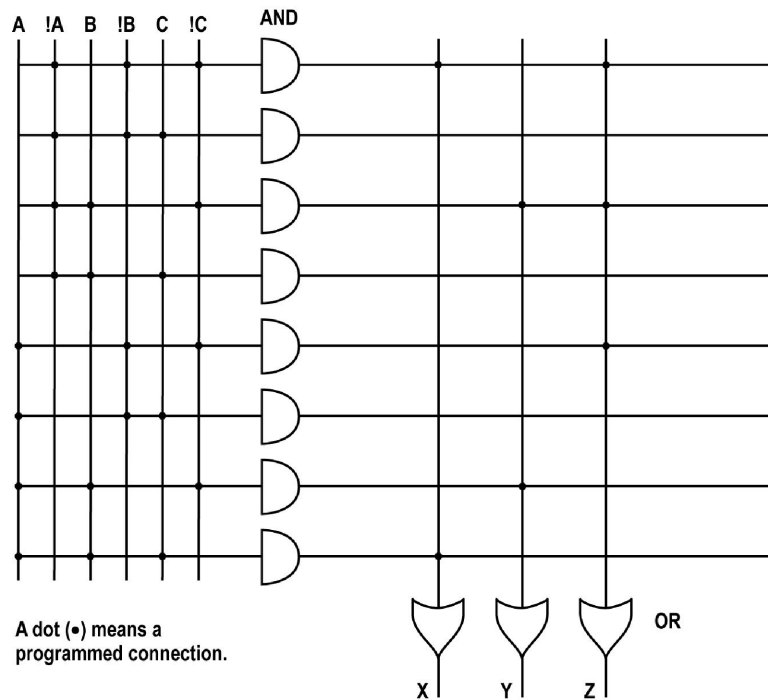 A !A B !B C !C AND
A dot (•) means a
programmed connection.
OR
X Y Z